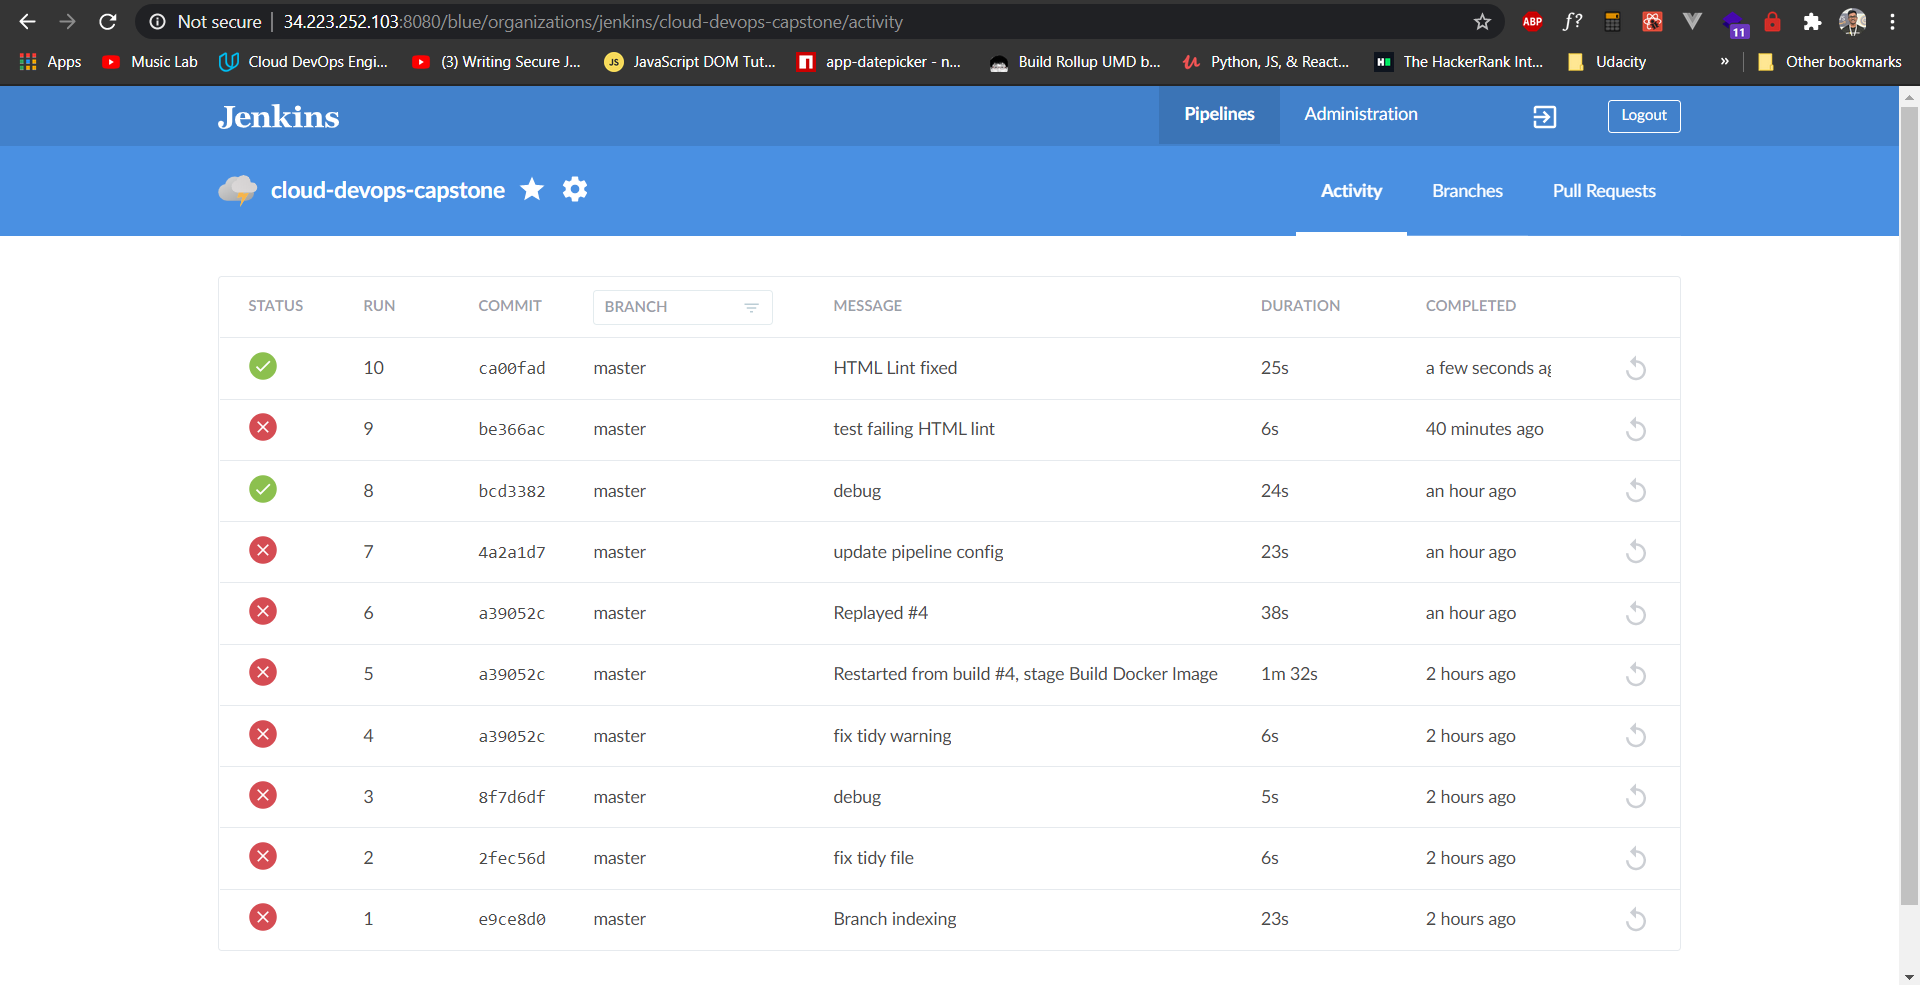 Not secure 34.223.252.103:8080/blue/organizations/jenkins/cloud-devops-capstone/activity ABP f? 11
Apps Music Lab Cloud DevOps Engi... (3) Writing Secure J... JS JavaScript DOM Tut... app-datepicker - n... Build Rollup UMD b... Python, JS, & React... The HackerRank Int... Udacity » Other bookmarks
Jenkins Pipelines Administration Logout
cloud-devops-capstone Activity Branches Pull Requests
STATUS RUN COMMIT BRANCH MESSAGE DURATION COMPLETED
10 ca00fad master HTML Lint fixed 25s a few seconds ag
9 be366ac master test failing HTML lint 6s 40 minutes ago
8 bcd3382 master debug 24s an hour ago
7 4a2a1d7 master update pipeline config 23s an hour ago
6 a39052c master Replayed #4 38s an hour ago
5 a39052c master Restarted from build #4, stage Build Docker Image 1m 32s 2 hours ago
4 a39052c master fix tidy warning 6s 2 hours ago
3 8f7d6df master debug 5s 2 hours ago
2 2fec56d master fix tidy file 6s 2 hours ago
1 e9ce8d0 master Branch indexing 23s 2 hours ago